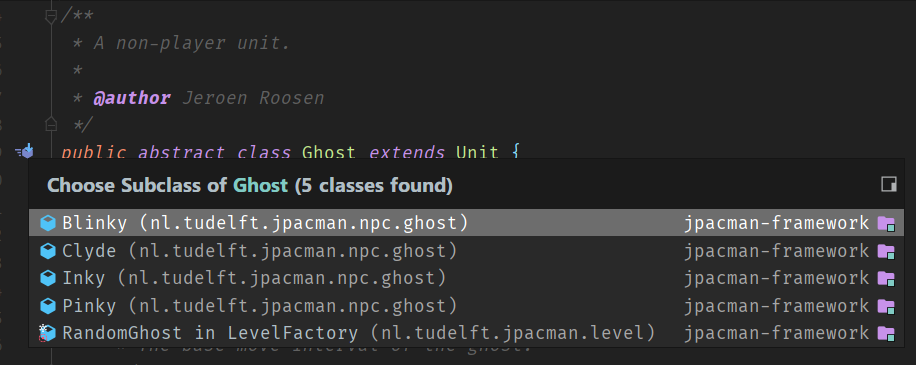 /**
* A non-player unit.
*
* @author Jeroen Roosen
*/
public abstract class Ghost extends Unit {
Choose Subclass of Ghost (5 classes found)
Blinky (nl.tudelft.jpacman.npc.ghost) jpacman-framework
Clyde (nl.tudelft.jpacman.npc.ghost) jpacman-framework
Inky (nl.tudelft.jpacman.npc.ghost) jpacman-framework
Pinky (nl.tudelft.jpacman.npc.ghost) jpacman-framework
RandomGhost in LevelFactory (nl.tudelft.jpacman.level) jpacman-framework
* The base move interval of the ghost.